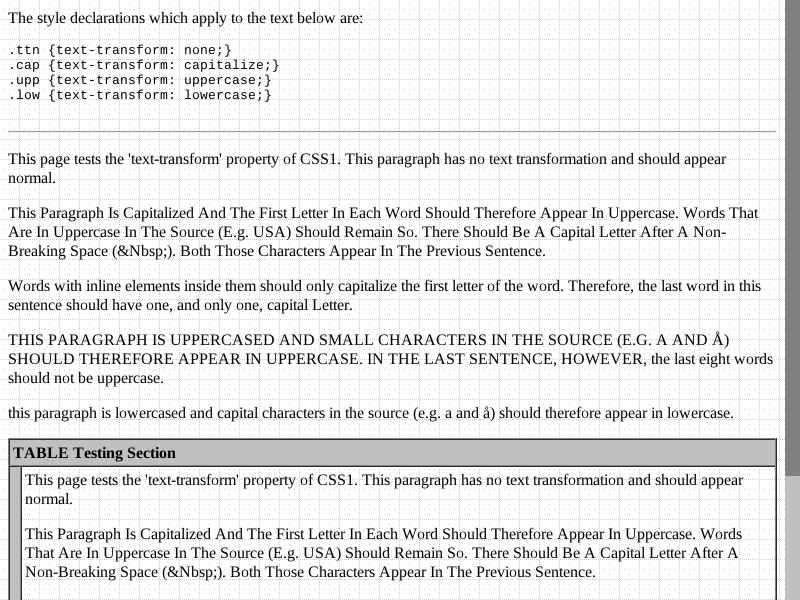 The style declarations which apply to the text below are:
.ttn {text-transform: none;}
.cap {text-transform: capitalize;}
.upp {text-transform: uppercase;}
.low {text-transform: lowercase;}
This page tests the 'text-transform' property of CSS1. This paragraph has no text transformation and should appear
normal.
This Paragraph Is Capitalized And The First Letter In Each Word Should Therefore Appear In Uppercase. Words That
Are In Uppercase In The Source (E.g. USA) Should Remain So. There Should Be A Capital Letter After A Non-
Breaking Space (&Nbsp;). Both Those Characters Appear In The Previous Sentence.
Words with inline elements inside them should only capitalize the first letter of the word. Therefore, the last word in this
sentence should have one, and only one, capital Letter.
THIS PARAGRAPH IS UPPERCASED AND SMALL CHARACTERS IN THE SOURCE (E.G. A AND Å)
SHOULD THEREFORE APPEAR IN UPPERCASE. IN THE LAST SENTENCE, HOWEVER, the last eight words
should not be uppercase.
this paragraph is lowercased and capital characters in the source (e.g. a and å) should therefore appear in lowercase.
TABLE Testing Section
This page tests the 'text-transform' property of CSS1. This paragraph has no text transformation and should appear
normal.
This Paragraph Is Capitalized And The First Letter In Each Word Should Therefore Appear In Uppercase. Words
That Are In Uppercase In The Source (E.g. USA) Should Remain So. There Should Be A Capital Letter After A
Non-Breaking Space (&Nbsp;). Both Those Characters Appear In The Previous Sentence.